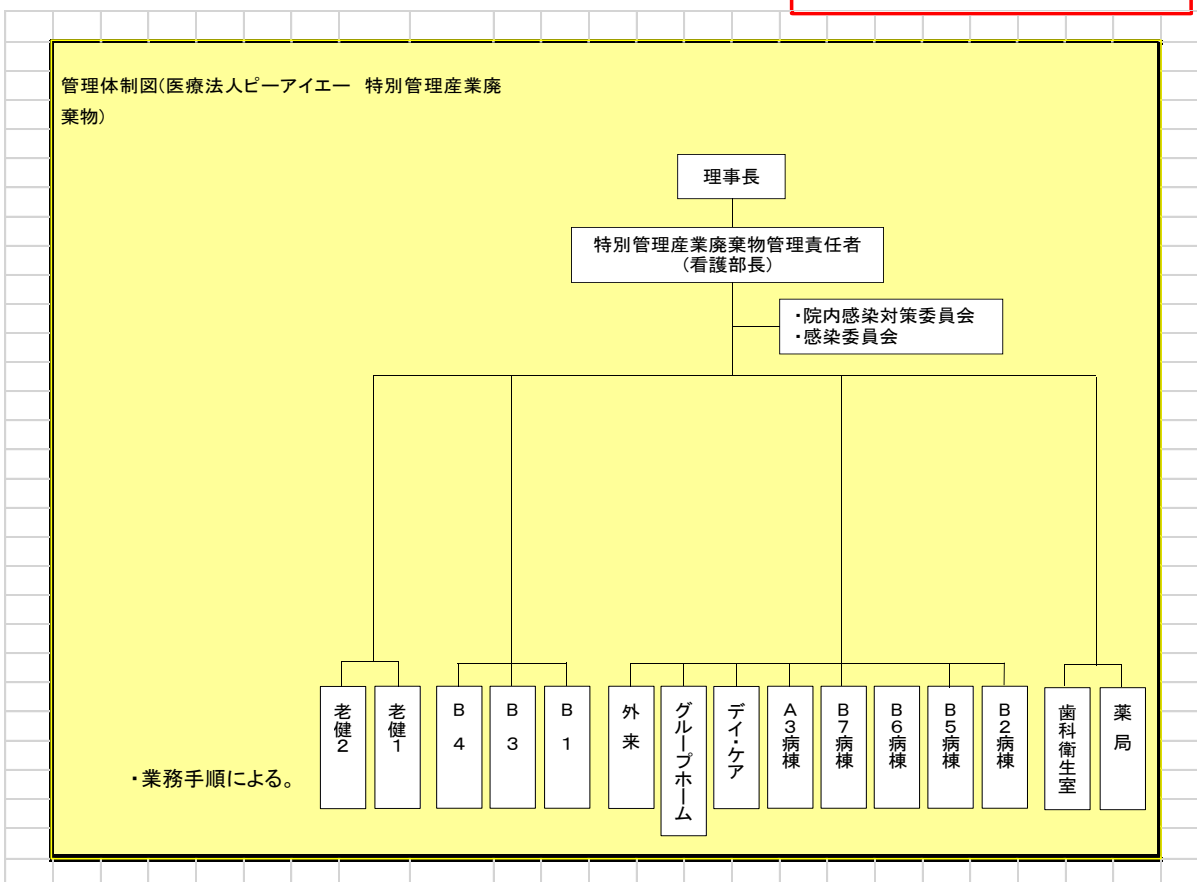 管理体制図(医療法人ピーアイエー　特別管理産業廃
棄物)
理事長
特別管理産業廃棄物管理責任者
(看護部長)
・院内感染対策委員会
・感染委員会
老健2
老健1
B4
B3
B1
外来
グループホーム
デイ・ケア
A3病棟
B7病棟
B6病棟
B5病棟
B2病棟
歯科衛生室
薬局
・業務手順による。